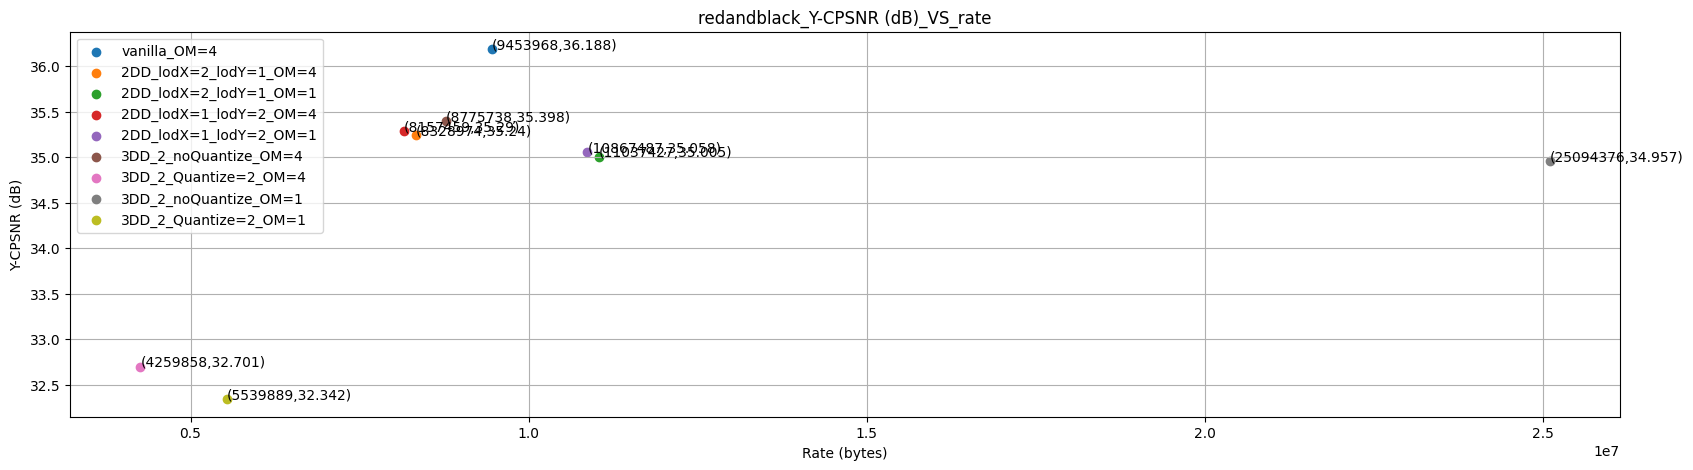 redandblack_Y-CPSNR (dB)_VS_rate
vanilla_OM=4
2DD_lodX=2_lodY=1_OM=4
2DD_lodX=2_lodY=1_OM=1
2DD_lodX=1_lodY=2_OM=4
2DD_lodX=1_lodY=2_OM=1
3DD_2_noQuantize_OM=4
3DD_2_Quantize=2_OM=4
3DD_2_noQuantize_OM=1
3DD_2_Quantize=2_OM=1
(9453968,36.188)
(8775738,35.398)
(8157459,35.29)
(8328974,35.24)
(10867487,35.058)
(11037427,35.005)
(25094376,34.957)
(4259858,32.701)
(5539889,32.342)
Y-CPSNR (dB)
36.0
35.5
35.0
34.5
34.0
33.5
33.0
32.5
0.5
1.0
1.5
2.0
2.5
1e7
Rate (bytes)